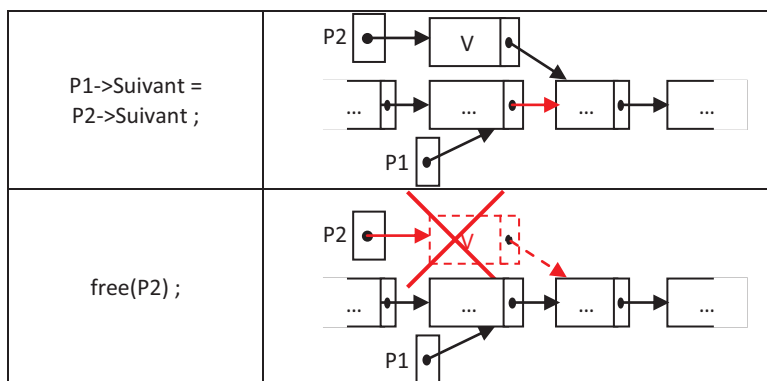 P1->Suivant =
P2->Suivant ;
P2 V
... ... ... ...
P1
free(P2) ;
P2 V
... ... ... ...
P1